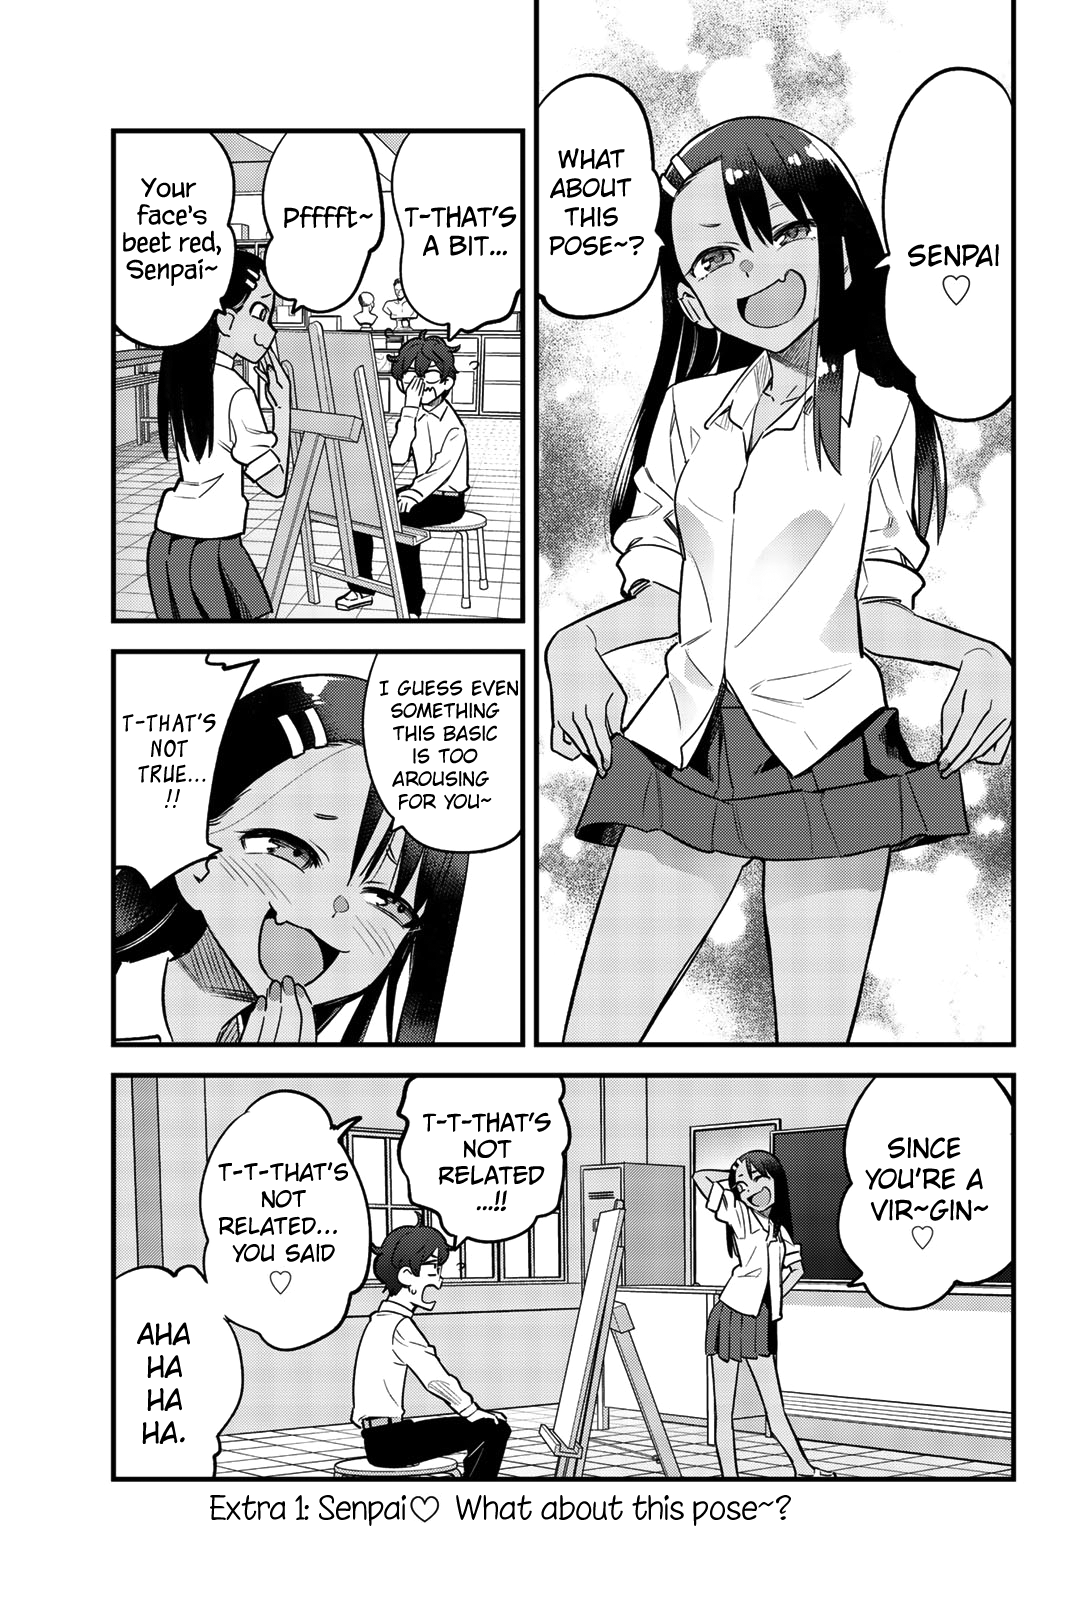 SENPAI
♡
WHAT
ABOUT
THIS
POSE~?
T-THAT'S
A BIT...
Pfffft~
Your
face's
beet red,
Senpai~
I GUESS EVEN
SOMETHING
THIS BASIC
IS TOO
AROUSING
FOR YOU~
T-THAT'S
NOT
TRUE...
!!
SINCE
YOU'RE A
VIR~GIN~
♡
T-T-THAT'S
NOT
RELATED
...!!
T-T-THAT'S
NOT
RELATED...
YOU SAID
♡
AHA
HA
HA
HA.
Extra 1: Senpai♡ What about this pose~?